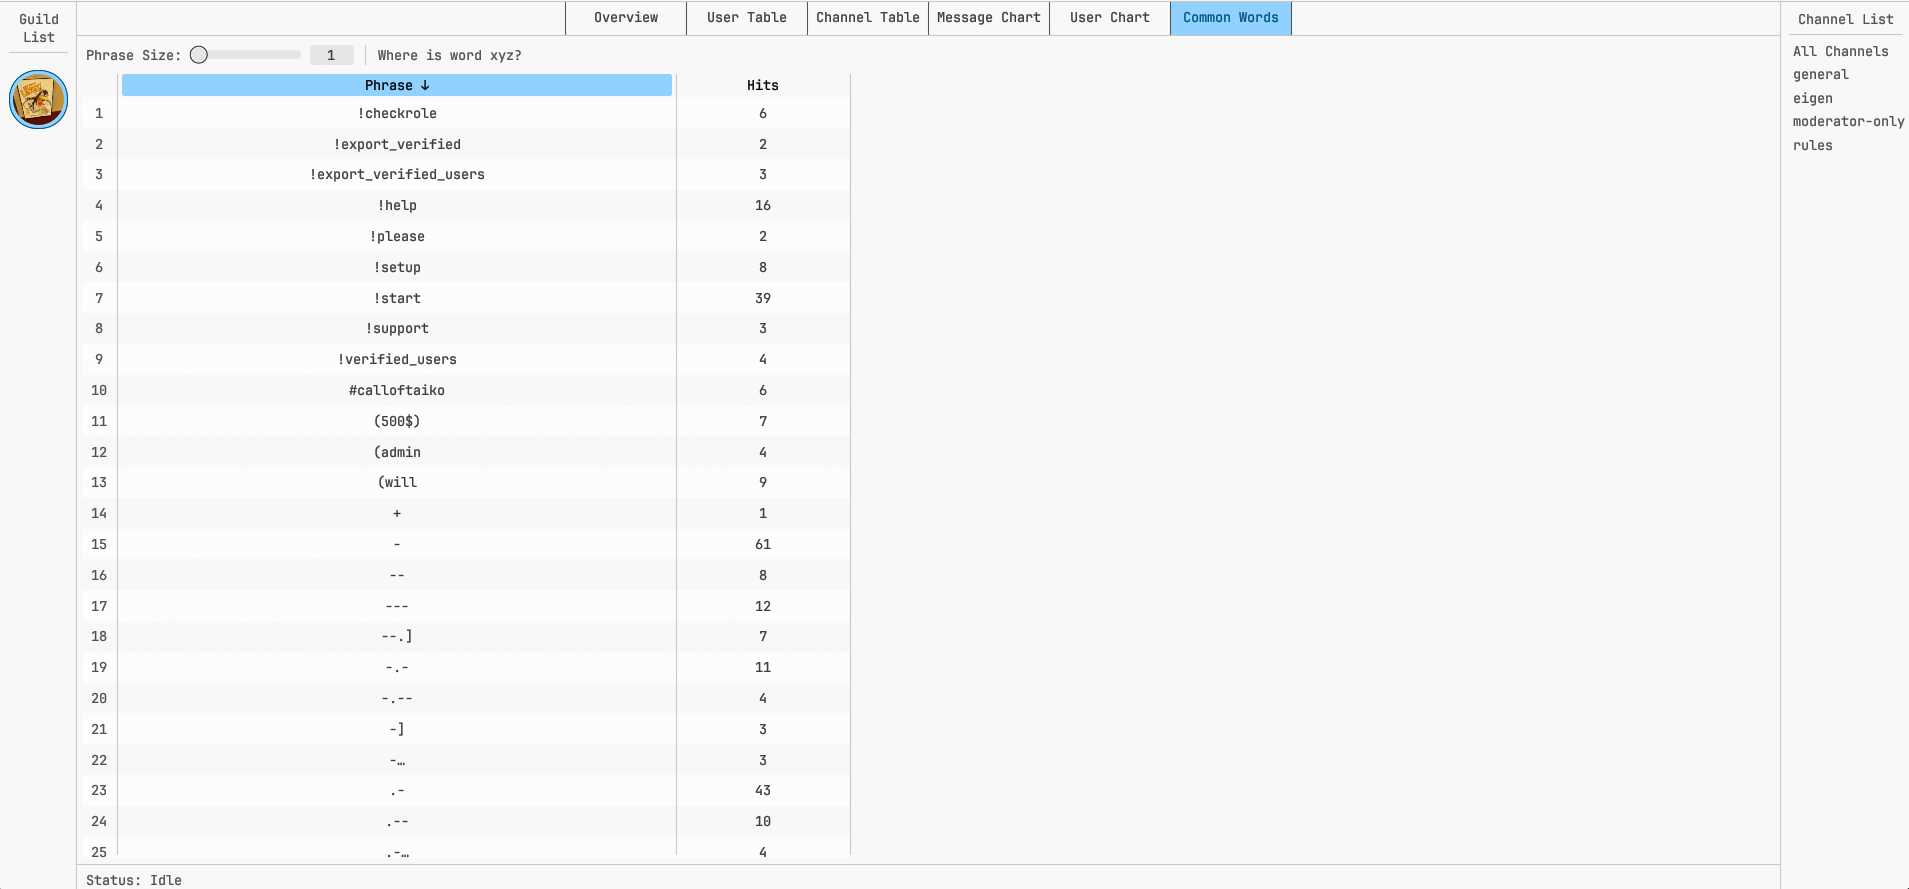 Guild
List
Overview
User Table
Channel Table
Message Chart
User Chart
Common Words
Phrase Size: 1 Where is word xyz?
Phrase ↓ Hits
1 !checkrole 6
2 !export_verified 2
3 !export_verified_users 3
4 !help 16
5 !please 2
6 !setup 8
7 !start 39
8 !support 3
9 !verified_users 4
10 #calloftaiko 6
11 (500$) 7
12 (admin 4
13 (will 9
14 + 1
15 - 61
16 -- 8
17 --- 12
18 --.] 7
19 -.- 11
20 -.-- 4
21 -] 3
22 -… 3
23 .- 43
24 .-- 10
25 .-… 4
Status: Idle
Channel List
All Channels
general
eigen
moderator-only
rules